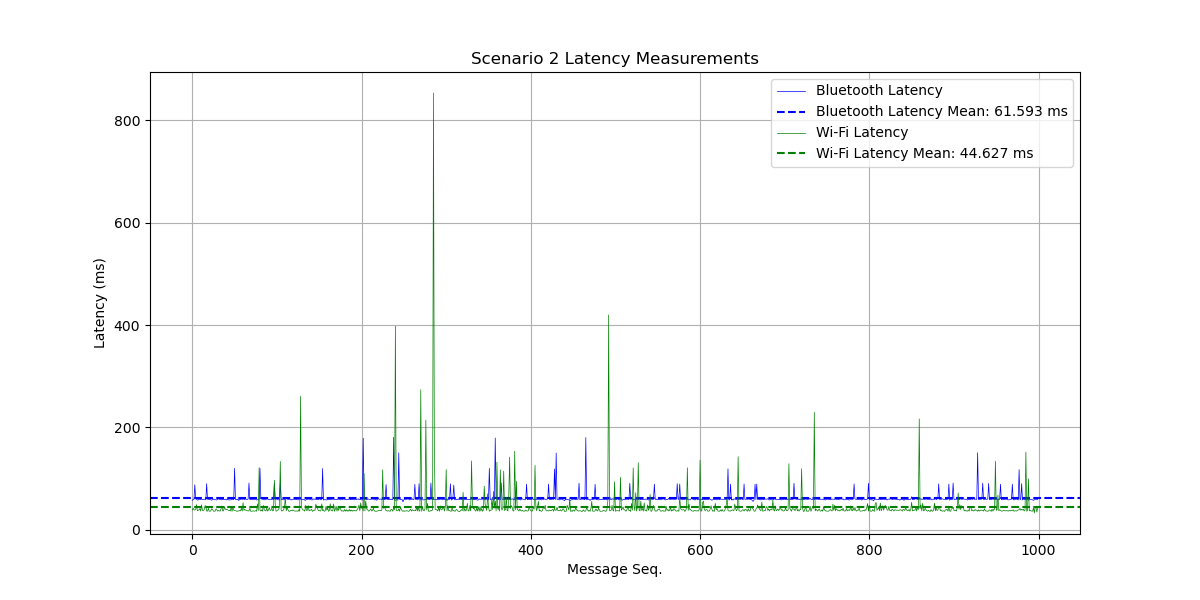 Scenario 2 Latency Measurements
Bluetooth Latency
Bluetooth Latency Mean: 61.593 ms
Wi-Fi Latency
Wi-Fi Latency Mean: 44.627 ms
Latency (ms)
800
600
400
200
0
0 200 400 600 800 1000
Message Seq.